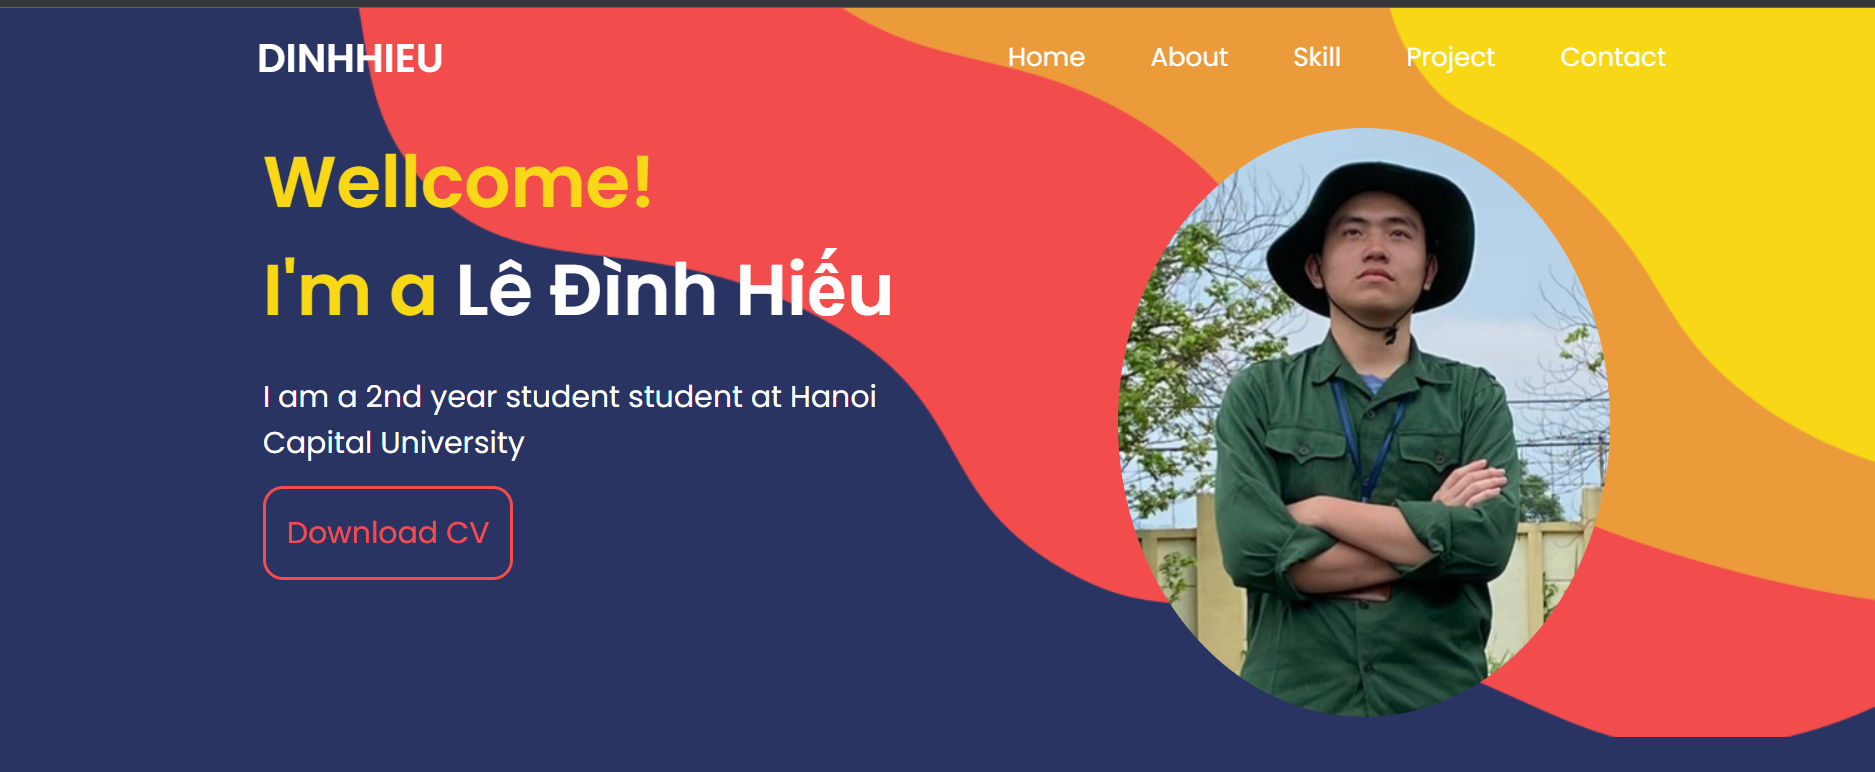 DINHHIEU
Home About Skill Project Contact
Wellcome!
I'm a Lê Đình Hiếu
I am a 2nd year student student at Hanoi
Capital University
Download CV